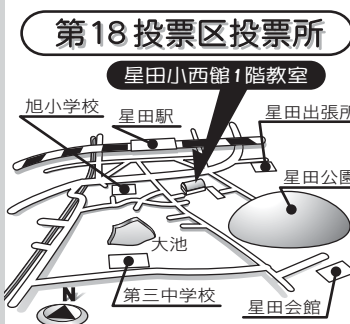 第18投票区投票所
星田小西館1階教室
旭小学校
星田駅
星田出張所
星田公園
大池
第三中学校
星田会館
N